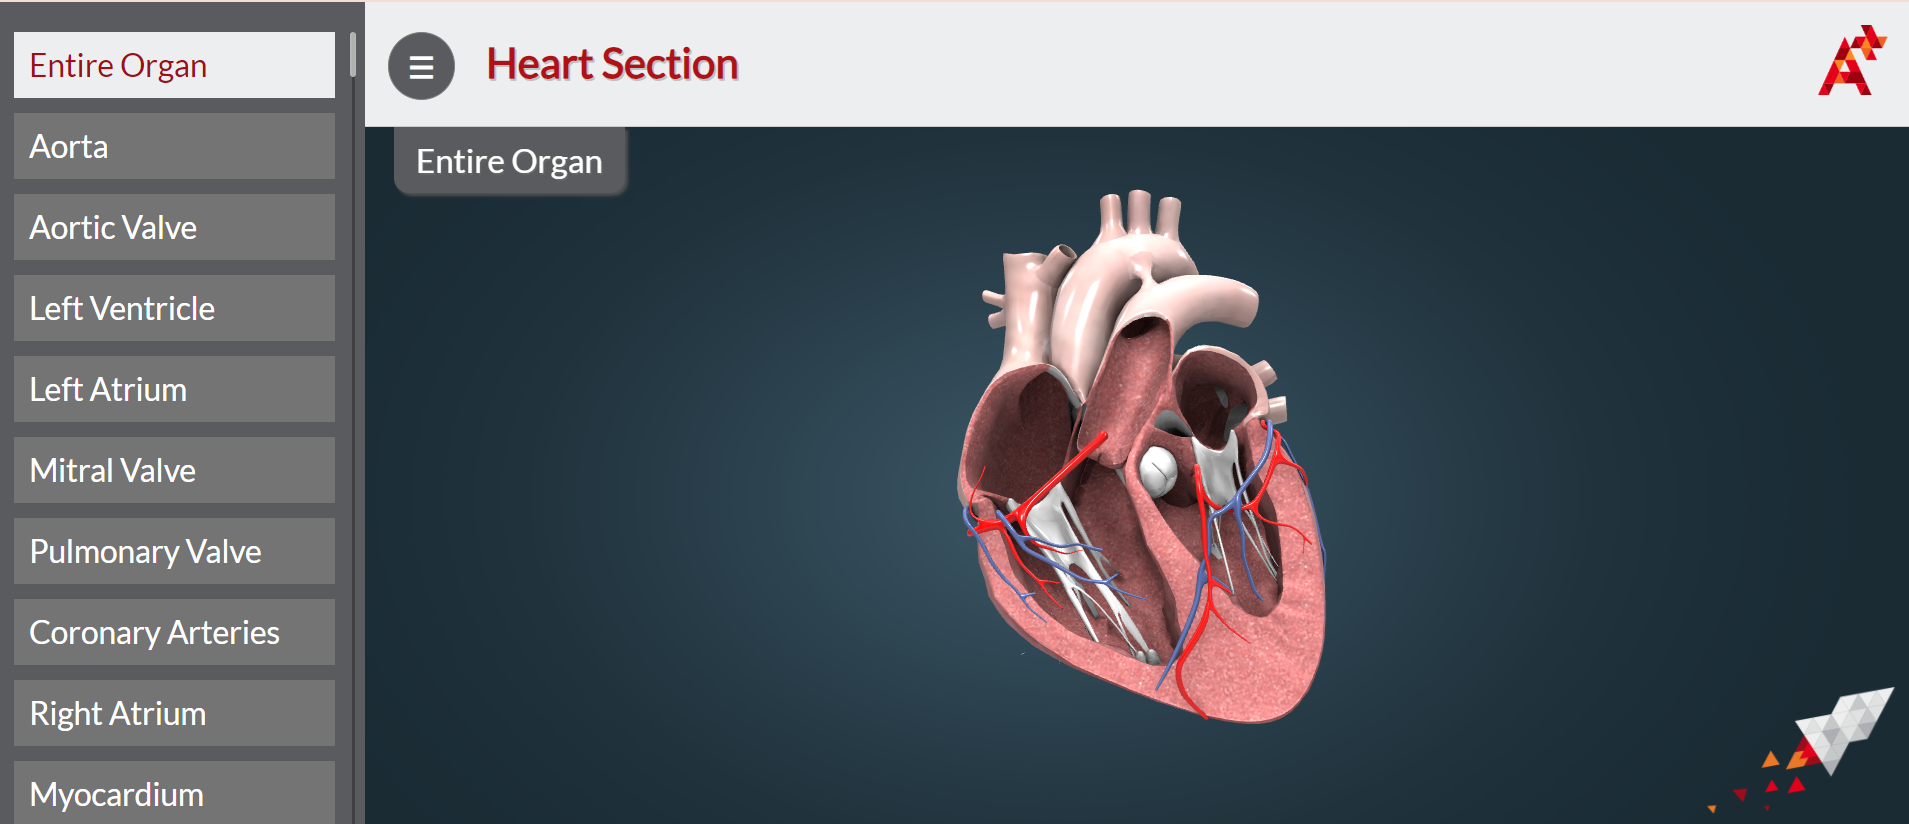 Entire Organ
Aorta
Aortic Valve
Left Ventricle
Left Atrium
Mitral Valve
Pulmonary Valve
Coronary Arteries
Right Atrium
Myocardium
Heart Section
Entire Organ